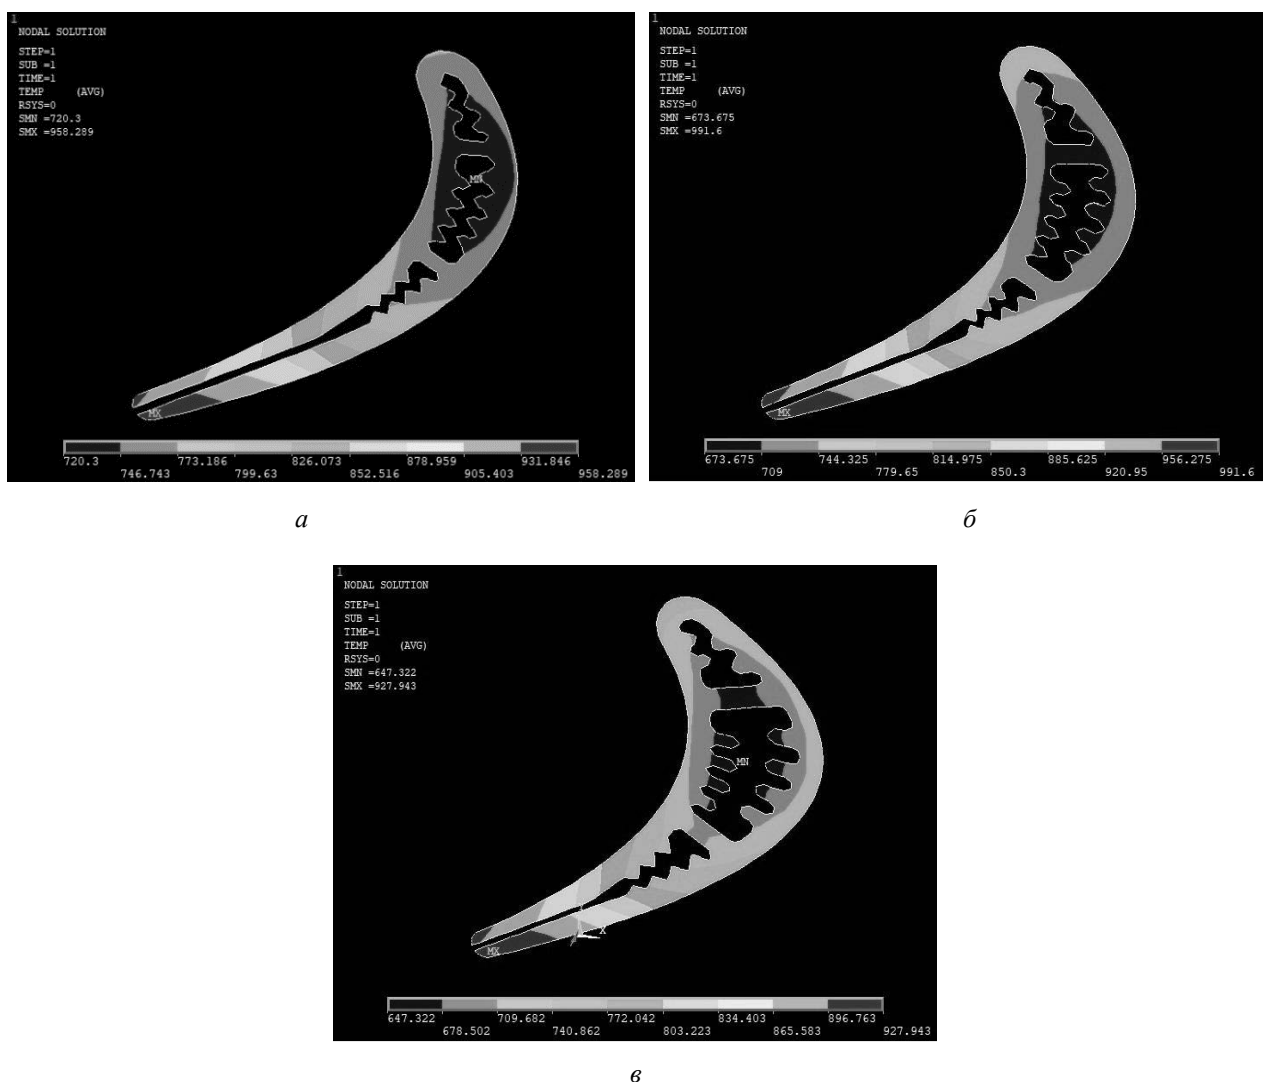 1
NODAL SOLUTION
STEP=1
SUB =1
TIME=1
TEMP (AVG)
RSYS=0
SMN =720.3
SMX =958.289
MN
MX
720.3 773.186 826.073 878.959 931.846
746.743 799.63 852.516 905.403 958.289
а
1
NODAL SOLUTION
STEP=1
SUB =1
TIME=1
TEMP (AVG)
RSYS=0
SMN =673.675
SMX =991.6
MX
673.675 744.325 814.975 885.625 956.275
709 779.65 850.3 920.95 991.6
б
1
NODAL SOLUTION
STEP=1
SUB =1
TIME=1
TEMP (AVG)
RSYS=0
SMN =647.322
SMX =927.943
MN
X
MX
647.322 709.682 772.042 834.403 896.763
678.502 740.862 803.223 865.583 927.943
в